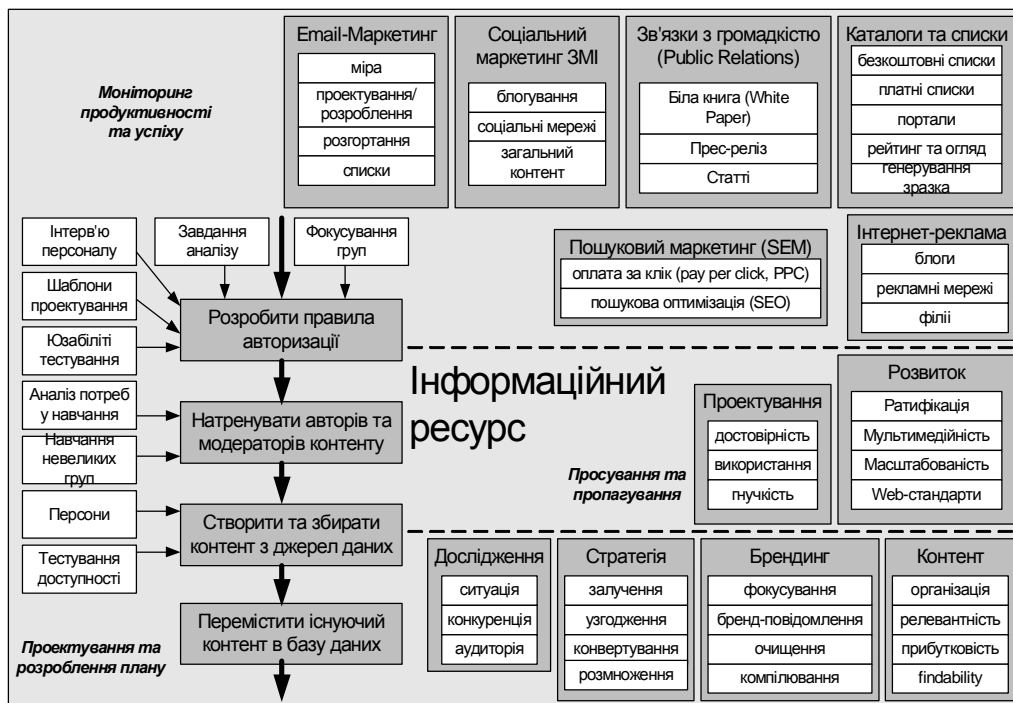 Email-Маркетинг
міра
проектування/
розроблення
розгортання
списки
Соціальний
маркетинг ЗМІ
блогування
соціальні мережі
загальний
контент
Зв'язки з громадкістю
(Public Relations)
Біла книга (White
Paper)
Прес-реліз
Статті
Каталоги та списки
безкоштовні списки
платні списки
портали
рейтинг та огляд
генерування
зразка
Моніторинг
продуктивності
та успіху
Інтерв'ю
персоналу
Завдання
аналізу
Фокусування
груп
Шаблони
проектування
Юзабіліті
тестування
Розробити правила
авторизації
Пошуковий маркетинг (SEM)
оплата за клік (pay per click, PPC)
пошукова оптимізація (SEO)
Інтернет-реклама
блоги
рекламні мережі
філії
Інформаційний
ресурс
Аналіз потреб
у навчання
Навчання
невеликих
груп
Натренувати авторів та
модераторів контенту
Проектування
достовірність
використання
гнучкість
Розвиток
Ратифікація
Мультимедійність
Масштабованість
Web-стандарти
Просування та
пропагування
Персони
Тестування
доступності
Створити та збирати
контент з джерел даних
Перемістити існуючий
контент в базу даних
Проектування та
розроблення плану
Дослідження
ситуація
конкуренція
аудиторія
Стратегія
залучення
узгодження
конвертування
розмноження
Брендинг
фокусування
бренд-повідомлення
очищення
компілювання
Контент
організація
релевантність
прибутковість
findability